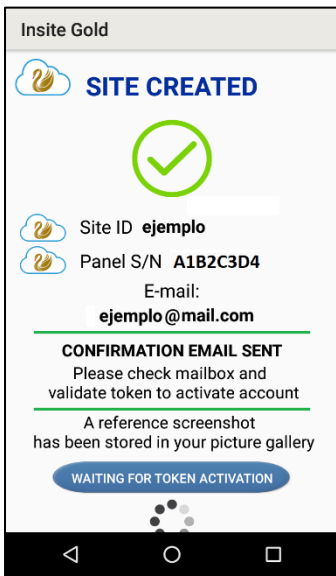 Insite Gold
SITE CREATED
Site ID ejemplo
Panel S/N A1B2C3D4
E-mail:
ejemplo@mail.com
CONFIRMATION EMAIL SENT
Please check mailbox and
validate token to activate account
A reference screenshot
has been stored in your picture gallery
WAITING FOR TOKEN ACTIVATION